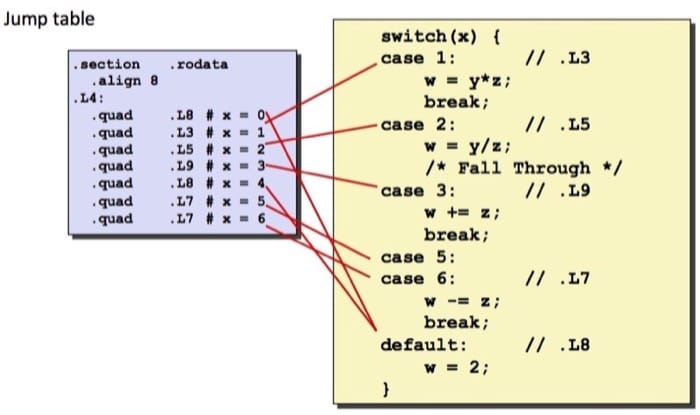 Jump table
.section .rodata
.align 8
.L4:
.quad .L8 # x = 0
.quad .L3 # x = 1
.quad .L5 # x = 2
.quad .L9 # x = 3
.quad .L8 # x = 4
.quad .L7 # x = 5
.quad .L7 # x = 6
switch(x) {
case 1: // .L3
w = y*z;
break;
case 2: // .L5
w = y/z;
/* Fall Through */
case 3: // .L9
w += z;
break;
case 5:
case 6: // .L7
w -= z;
break;
default: // .L8
w = 2;
}